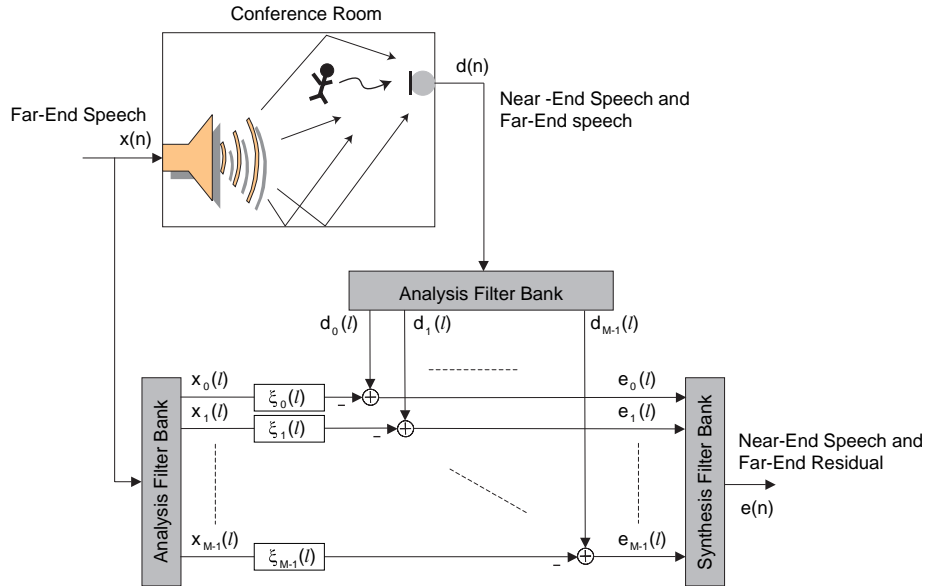 Conference Room
Far-End Speech
x(n)
d(n)
Near -End Speech and
Far-End speech
Analysis Filter Bank
d₀(l)
d₁(l)
d_M-1(l)
Analysis Filter Bank
x₀(l)
ξ₀(l)
–
e₀(l)
x₁(l)
ξ₁(l)
–
e₁(l)
x_M-1(l)
ξ_M-1(l)
–
e_M-1(l)
Synthesis Filter Bank
Near-End Speech and
Far-End Residual
e(n)